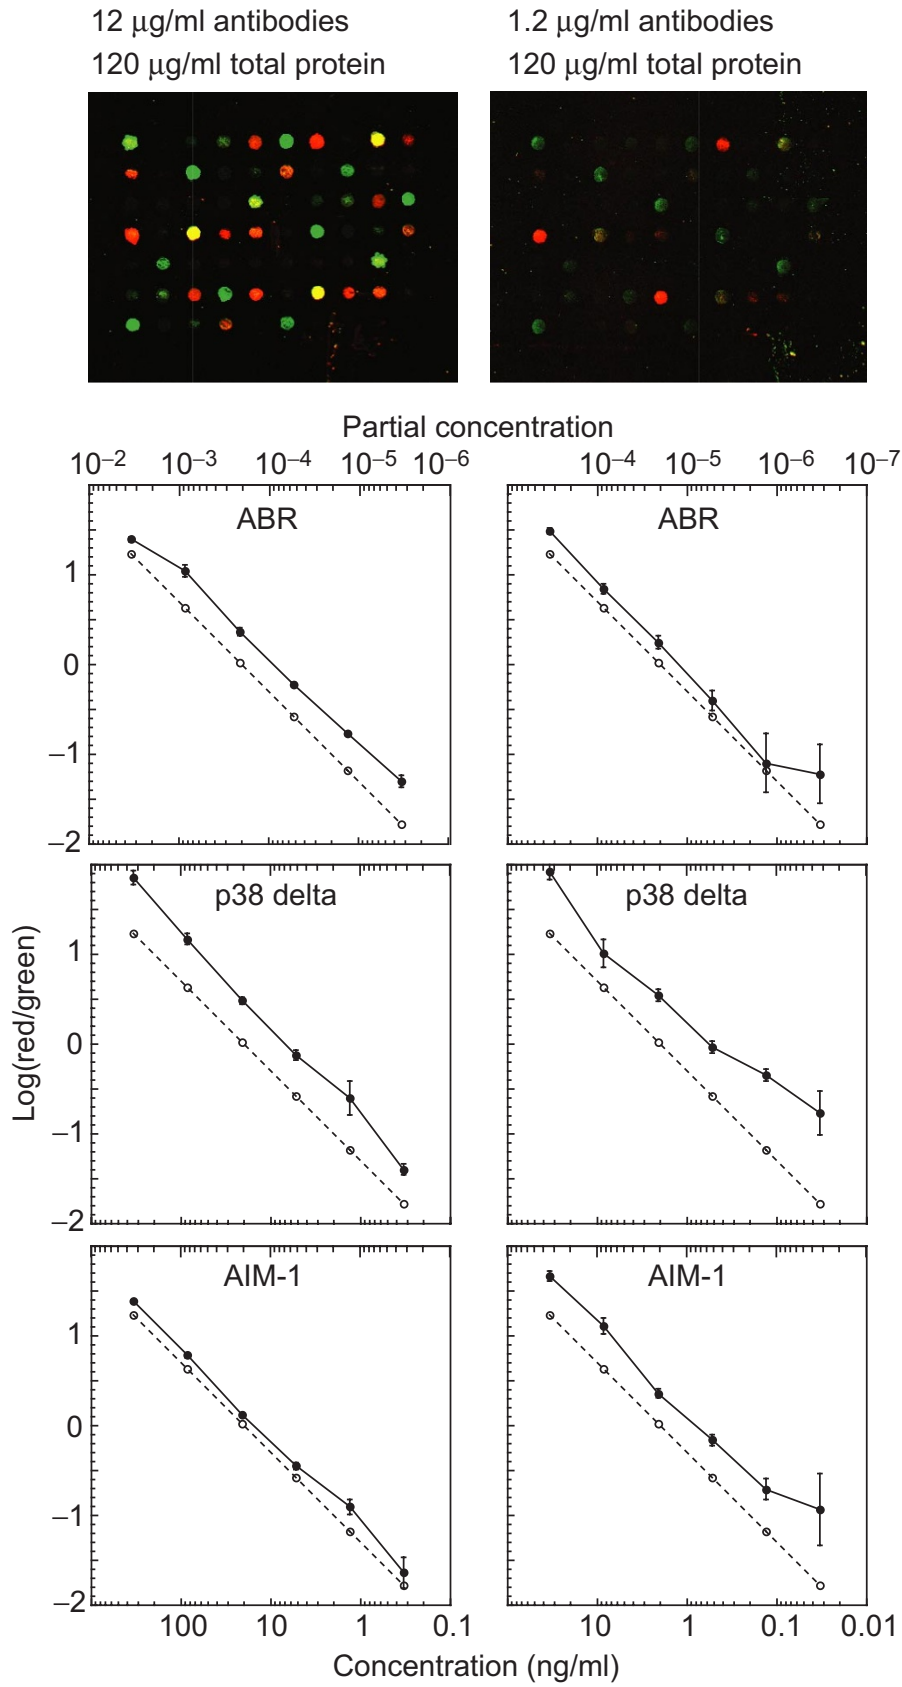 12 μg/ml antibodies
120 μg/ml total protein
1.2 μg/ml antibodies
120 μg/ml total protein
Partial concentration
10−2 10−3 10−4 10−5 10−6
10−4 10−5 10−6 10−7
ABR
1
0
−1
−2
ABR
p38 delta
1
0
−1
−2
p38 delta
Log(red/green)
AIM-1
1
0
−1
−2
AIM-1
100 10 1 0.1
10 1 0.1 0.01
Concentration (ng/ml)